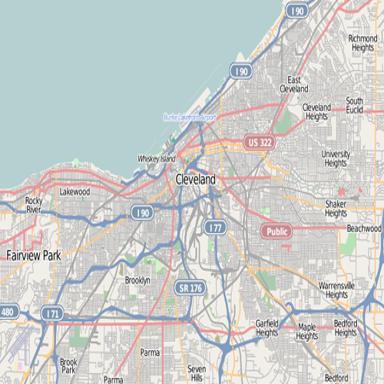 I 90
Richmond
Heights
I 90
East
Cleveland
South
Euclid
Cleveland
Heights
Burke Lakefront Airport
US 322
Whiskey Island
University
Heights
Cleveland
Lakewood
Rocky
River
I 90
Shaker
Heights
I 77
Public
Beachwood
Fairview Park
Brooklyn
SR 176
Warrensville
Heights
480
I 71
Garfield
Heights
Maple
Heights
Bedford
Heights
Brook
Park
Parma
Seven
Hills
Parma
Bedford